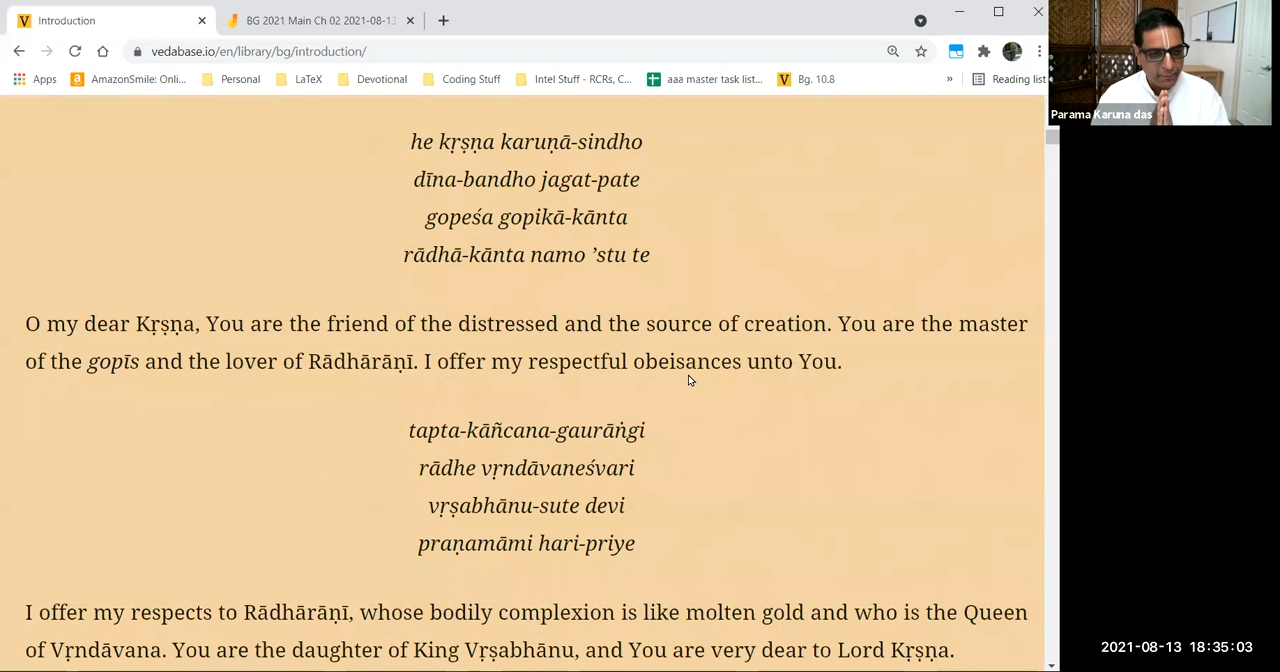 Introduction
BG 2021 Main Ch 02 2021-08-13
vedabase.io/en/library/bg/introduction/
Apps
AmazonSmile: Onli...
Personal
LaTeX
Devotional
Coding Stuff
Intel Stuff - RCRs, C...
aaa master task list...
Bg. 10.8
»
Reading list
Parama Karuna das
he kṛṣṇa karuṇā-sindho
dīna-bandho jagat-pate
gopeśa gopikā-kānta
rādhā-kānta namo ’stu te
O my dear Kṛṣṇa, You are the friend of the distressed and the source of creation. You are the master
of the gopīs and the lover of Rādhārāṇī. I offer my respectful obeisances unto You.
tapta-kāñcana-gaurāṅgi
rādhe vṛndāvaneśvari
vṛṣabhānu-sute devi
praṇamāmi hari-priye
I offer my respects to Rādhārāṇī, whose bodily complexion is like molten gold and who is the Queen
of Vṛndāvana. You are the daughter of King Vṛṣabhānu, and You are very dear to Lord Kṛṣṇa.
2021-08-13 18:35:03